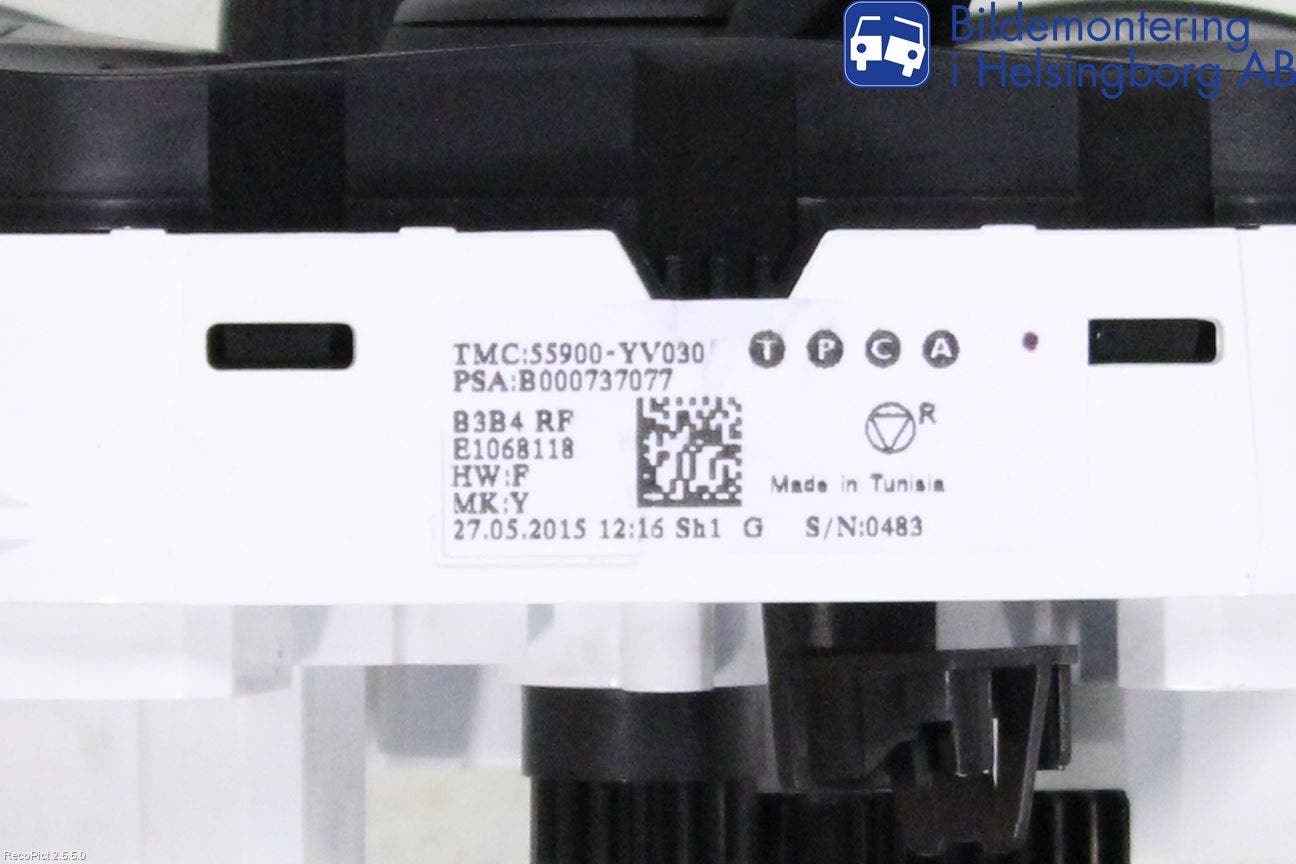 Bildemontering
i Helsingborg AB
TMC:55900-YV030 T P C A
PSA:B000737077
B3B4 RF
E1068118
HW:F
MK:Y
R
Made in Tunisia
27.05.2015 12:16 Sh1 G S/N:0483
RecoPict 2.5.5.0